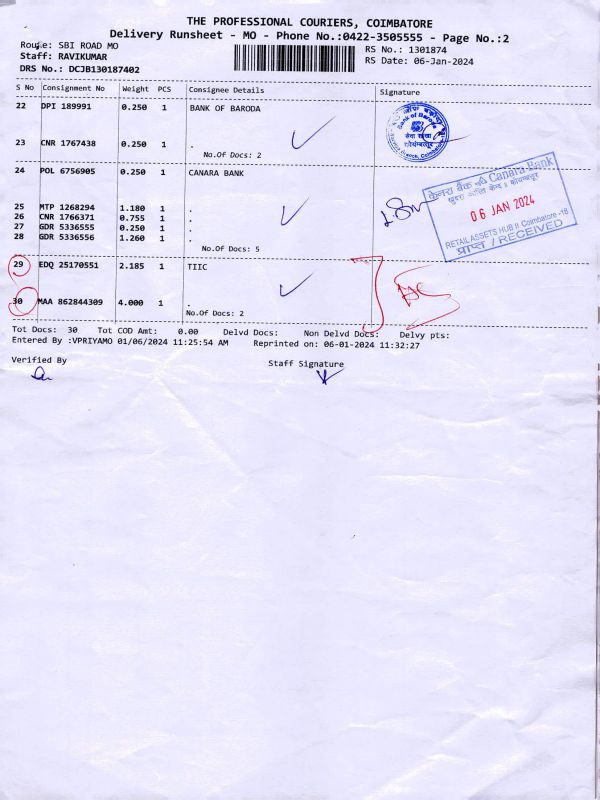 THE PROFESSIONAL COURIERS, COIMBATORE
Delivery Runsheet - MO - Phone No.:0422-3505555 - Page No.:2
Route: SBI ROAD MO
RS No.: 1301874
Staff: RAVIKUMAR
RS Date: 06-Jan-2024
DRS No.: DCJB130187402
S No Consignment No Weight PCS Consignee Details Signature
22 DPI 189991 0.250 1 BANK OF BARODA
23 CNR 1767438 0.250 1 .
No.Of Docs: 2
Bank of Baroda
24 POL 6756905 0.250 1 CANARA BANK
25 MTP 1268294 1.180 1 .
26 CNR 1766371 0.755 1 .
27 GDR 5336555 0.250 1 .
28 GDR 5336556 1.260 1 .
No.Of Docs: 5
केनरा बैंक Canara Bank
06 JAN 2024
RETAIL ASSETS HUB II Coimbatore -18
प्राप्त / RECEIVED
29 EDQ 25170551 2.185 1 TIIC
30 MAA 862844309 4.000 1 .
No.Of Docs: 2
Tot Docs: 30 Tot COD Amt: 0.00 Delvd Docs: Non Delvd Docs: Delvy pts:
Entered By :VPRIYAMO 01/06/2024 11:25:54 AM Reprinted on: 06-01-2024 11:32:27
Verified By
Staff Signature